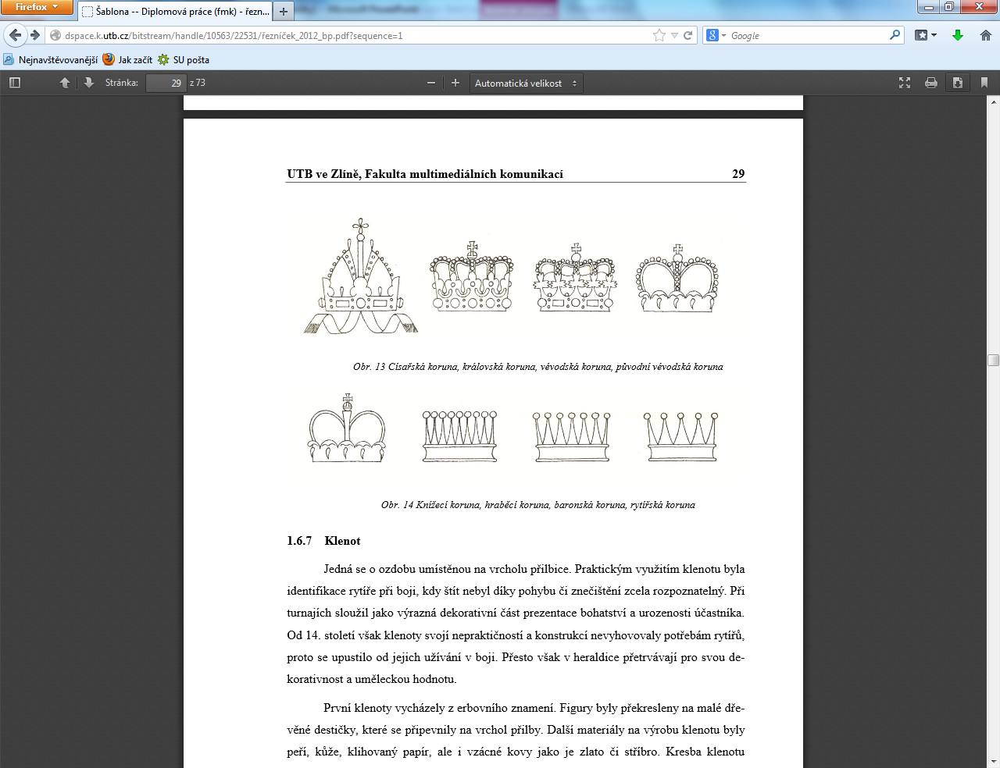 Firefox
Šablona -- Diplomová práce (fmk) - řezn...
dspace.k.utb.cz/bitstream/handle/10563/22531/řezníček_2012_bp.pdf?sequence=1
Google
Nejnavštěvovanější Jak začít SU pošta
Stránka: 29 z 73
Automatická velikost
UTB ve Zlíně, Fakulta multimediálních komunikací 29
Obr. 13 Císařská koruna, královská koruna, vévodská koruna, původní vévodská koruna
Obr. 14 Knížecí koruna, hraběcí koruna, baronská koruna, rytířská koruna
1.6.7 Klenot
Jedná se o ozdobu umístěnou na vrcholu přilbice. Praktickým využitím klenotu byla
identifikace rytíře při boji, kdy štít nebyl díky pohybu či znečištění zcela rozpoznatelný. Při
turnajích sloužil jako výrazná dekorativní část prezentace bohatství a urozenosti účastníka.
Od 14. století však klenoty svojí nepraktičností a konstrukcí nevyhovovaly potřebám rytířů,
proto se upustilo od jejich užívání v boji. Přesto však v heraldice přetrvávají pro svou de-
korativnost a uměleckou hodnotu.
První klenoty vycházely z erbovního znamení. Figury byly překresleny na malé dře-
věné destičky, které se připevnily na vrchol přilby. Další materiály na výrobu klenotu byly
peří, kůže, klihovaný papír, ale i vzácné kovy jako je zlato či stříbro. Kresba klenotu